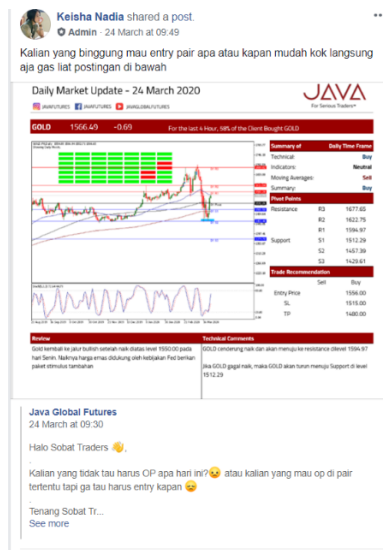 Keisha Nadia shared a post.
Admin · 24 March at 09:49
Kalian yang binggung mau entry pair apa atau kapan mudah kok langsung
aja gas liat postingan di bawah
Daily Market Update - 24 March 2020
JAVAFUTURES JAVAFUTURES JAVAGLOBALFUTURES
JAVA
For Serious Traders™
GOLD 1566.49 -0.69 For the last 4 Hour, 98% of the Client Bought GOLD
Summary of Daily Time Frame
Technical Buy
Indicators: Neutral
Moving Averages: Sell
Summary: Buy
Pivot Points
Resistance R3 1677.65
R2 1622.75
R1 1594.97
Support S1 1512.29
S2 1457.39
S3 1429.61
Trade Recommendation
Sell Buy
Entry Price 1556.00
SL 1515.00
TP 1480.00
Review
Gold kembali ke jalur bullish setelah naik diatas level 1550.00 pada
hari Senin. Naiknya harga emas didukung oleh kebijakan Fed berikan
paket stimulus tambahan
Technical Comments
GOLD cenderung naik dan akan menuju ke resistance dilevel 1594.97
Jika GOLD gagal naik, maka GOLD akan turun menuju Support di level
1512.29
Java Global Futures
24 March at 09:30
Halo Sobat Traders 👋,
.
Kalian yang tidak tau harus OP apa hari ini?😥 atau kalian yang mau op di pair
tertentu tapi ga tau harus entry kapan 😞
.
Tenang Sobat Tr...
See more